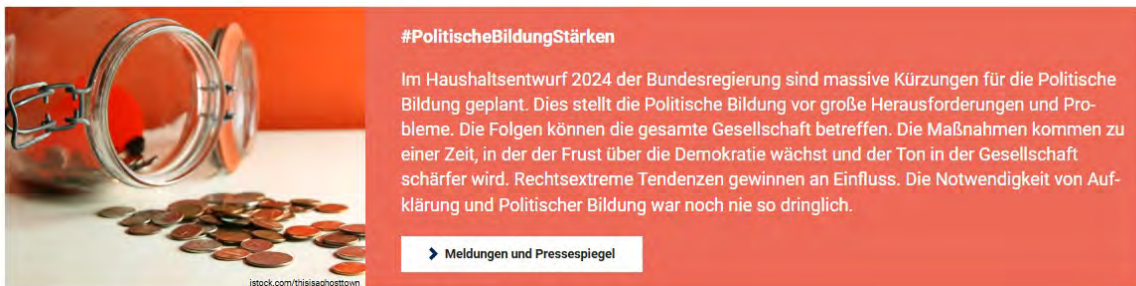 #PolitischeBildungStärken
Im Haushaltsentwurf 2024 der Bundesregierung sind massive Kürzungen für die Politische
Bildung geplant. Dies stellt die Politische Bildung vor große Herausforderungen und Pro-
bleme. Die Folgen können die gesamte Gesellschaft betreffen. Die Maßnahmen kommen zu
einer Zeit, in der der Frust über die Demokratie wächst und der Ton in der Gesellschaft
schärfer wird. Rechtsextreme Tendenzen gewinnen an Einfluss. Die Notwendigkeit von Auf-
klärung und Politischer Bildung war noch nie so dringlich.
Meldungen und Pressespiegel
istock.com/thisisaghosttown